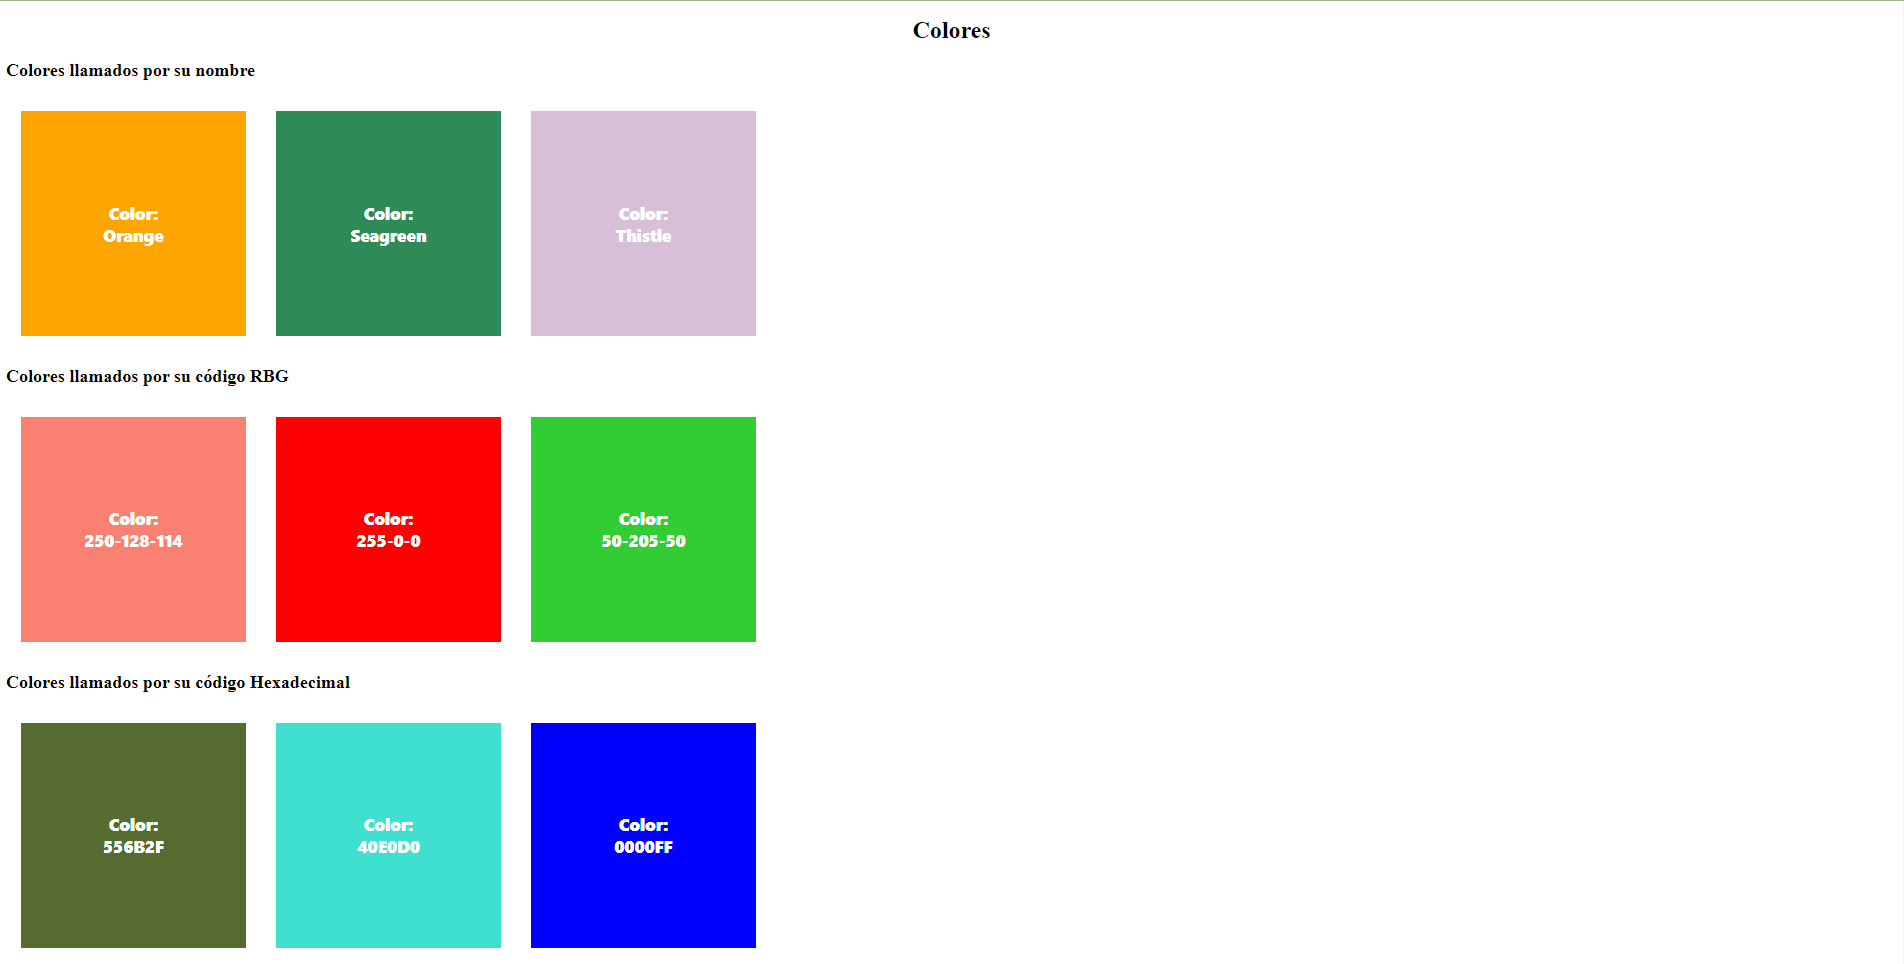 Colores
Colores llamados por su nombre
Color:
Orange
Color:
Seagreen
Color:
Thistle
Colores llamados por su código RBG
Color:
250-128-114
Color:
255-0-0
Color:
50-205-50
Colores llamados por su código Hexadecimal
Color:
556B2F
Color:
40E0D0
Color:
0000FF